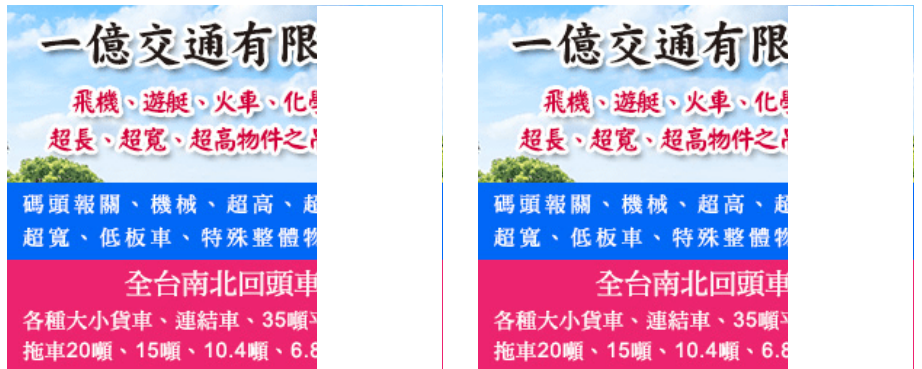 一億交通有限
飛機、遊艇、火車、化
超長、超寬、超高物件之
碼頭報關、機械、超高、超
超寬、低板車、特殊整體物
全台南北回頭車
各種大小貨車、連結車、35噸
拖車20噸、15噸、10.4噸、6.8
一億交通有限
飛機、遊艇、火車、化
超長、超寬、超高物件之
碼頭報關、機械、超高、超
超寬、低板車、特殊整體物
全台南北回頭車
各種大小貨車、連結車、35噸
拖車20噸、15噸、10.4噸、6.8